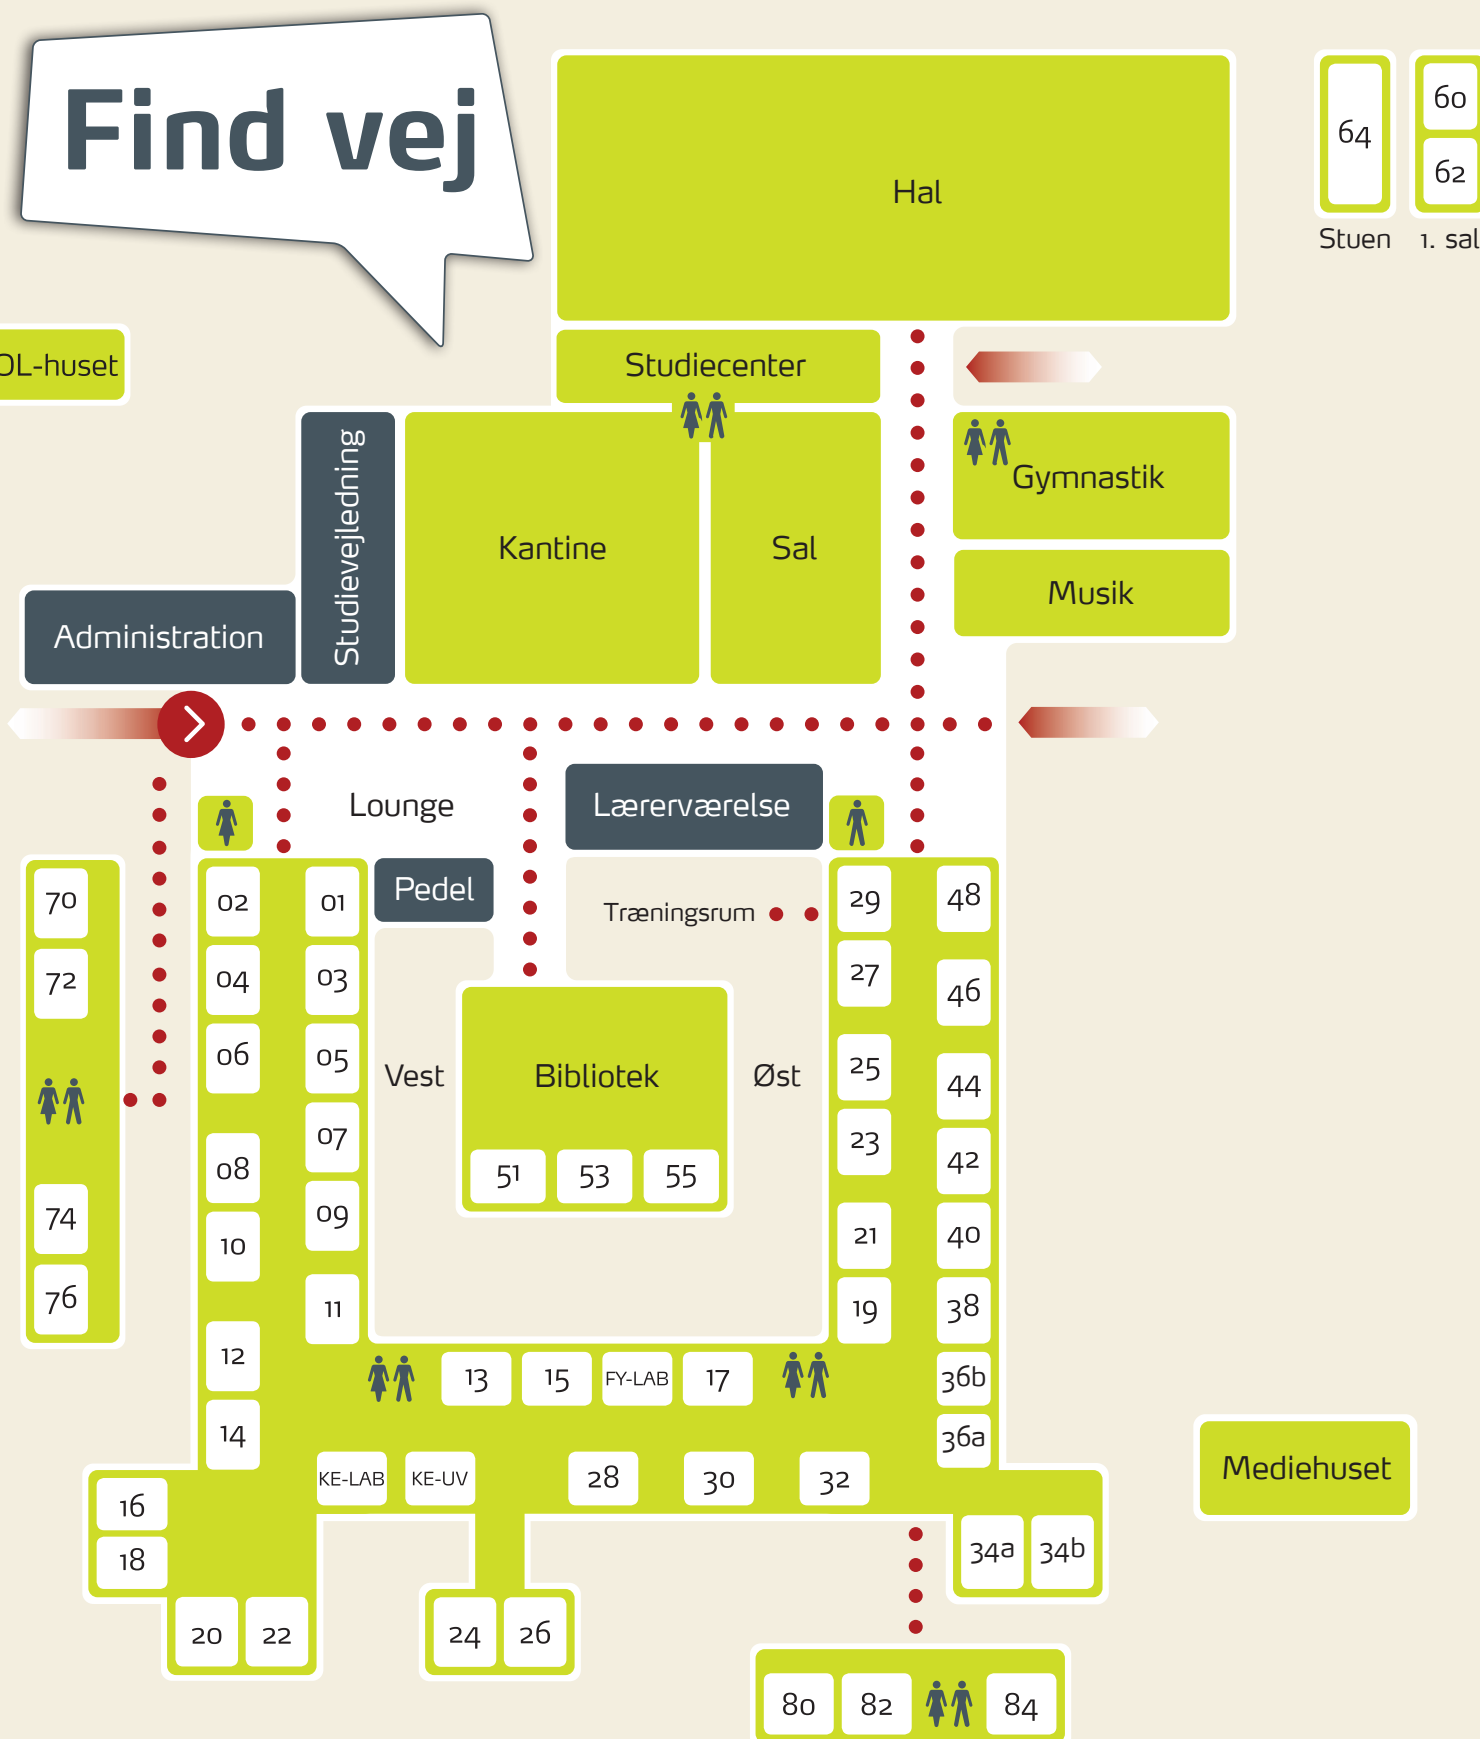 Find vej
Hal
64
60
62
Stuen
1. sal
OL-huset
Studiecenter
Studievejledning
Kantine
Sal
Gymnastik
Musik
Administration
Lounge
Lærerværelse
Pedel
Træningsrum
70
72
74
76
02
04
06
08
10
12
14
01
03
05
07
09
11
Vest
Bibliotek
Øst
51
53
55
29
27
25
23
21
19
48
46
44
42
40
38
36b
36a
13
15
FY-LAB
17
KE-LAB
KE-UV
28
30
32
16
18
20
22
24
26
34a
34b
Mediehuset
80
82
84